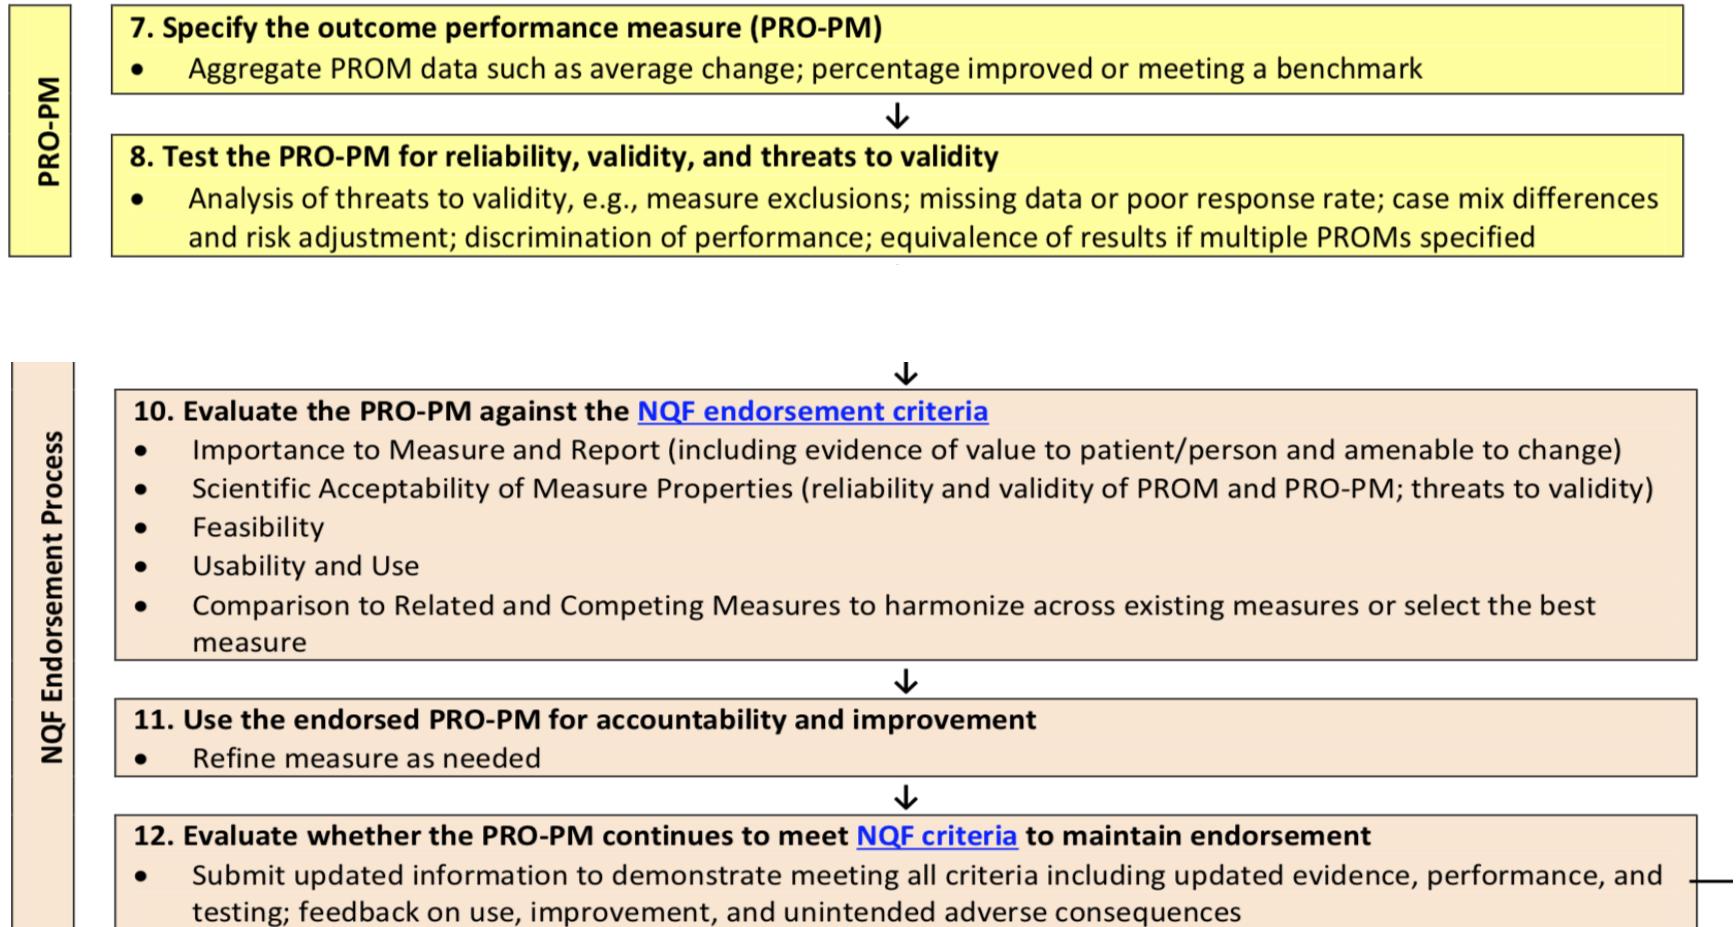 PRO-PM
7. Specify the outcome performance measure (PRO-PM)
• Aggregate PROM data such as average change; percentage improved or meeting a benchmark
↓
8. Test the PRO-PM for reliability, validity, and threats to validity
• Analysis of threats to validity, e.g., measure exclusions; missing data or poor response rate; case mix differences
and risk adjustment; discrimination of performance; equivalence of results if multiple PROMs specified
NQF Endorsement Process
↓
10. Evaluate the PRO-PM against the NQF endorsement criteria
• Importance to Measure and Report (including evidence of value to patient/person and amenable to change)
• Scientific Acceptability of Measure Properties (reliability and validity of PROM and PRO-PM; threats to validity)
• Feasibility
• Usability and Use
• Comparison to Related and Competing Measures to harmonize across existing measures or select the best
measure
↓
11. Use the endorsed PRO-PM for accountability and improvement
• Refine measure as needed
↓
12. Evaluate whether the PRO-PM continues to meet NQF criteria to maintain endorsement
• Submit updated information to demonstrate meeting all criteria including updated evidence, performance, and
testing; feedback on use, improvement, and unintended adverse consequences